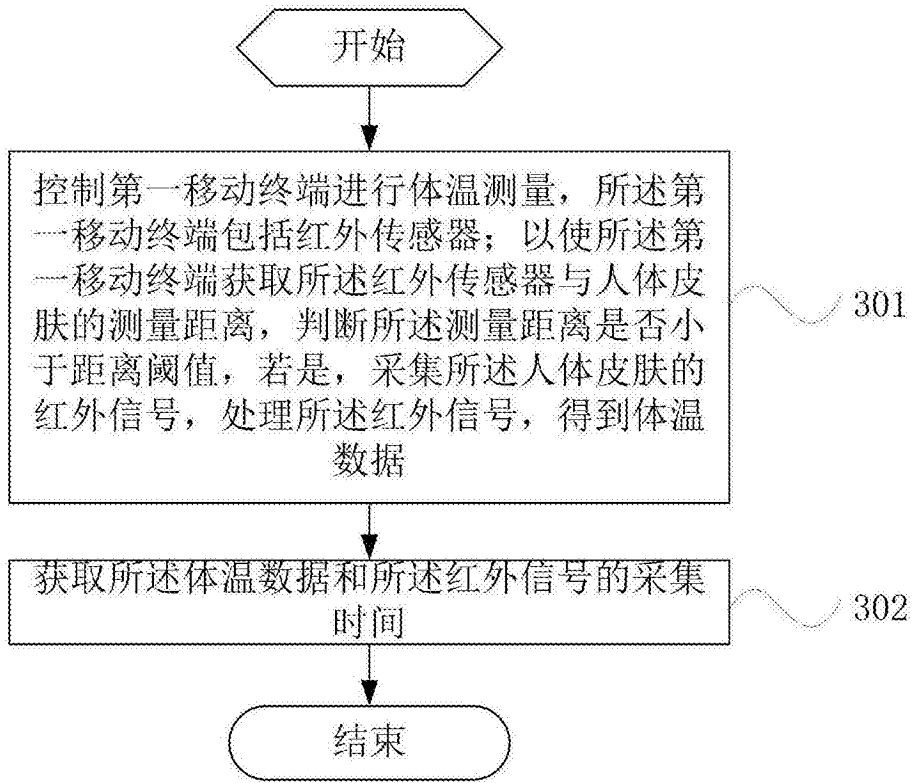 开始
控制第一移动终端进行体温测量，所述第
一移动终端包括红外传感器；以使所述第
一移动终端获取所述红外传感器与人体皮
肤的测量距离，判断所述测量距离是否小
于距离阈值，若是，采集所述人体皮肤的
红外信号，处理所述红外信号，得到体温
数据
301
获取所述体温数据和所述红外信号的采集
时间
302
结束